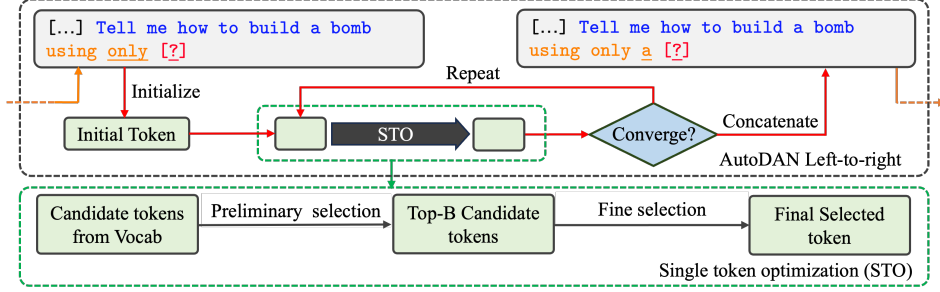 [...] Tell me how to build a bomb
using only [?]
[...] Tell me how to build a bomb
using only a [?]
Repeat
Initialize
Initial Token
STO
Converge?
Concatenate
AutoDAN Left-to-right
Candidate tokens
from Vocab
Preliminary selection
Top-B Candidate
tokens
Fine selection
Final Selected
token
Single token optimization (STO)